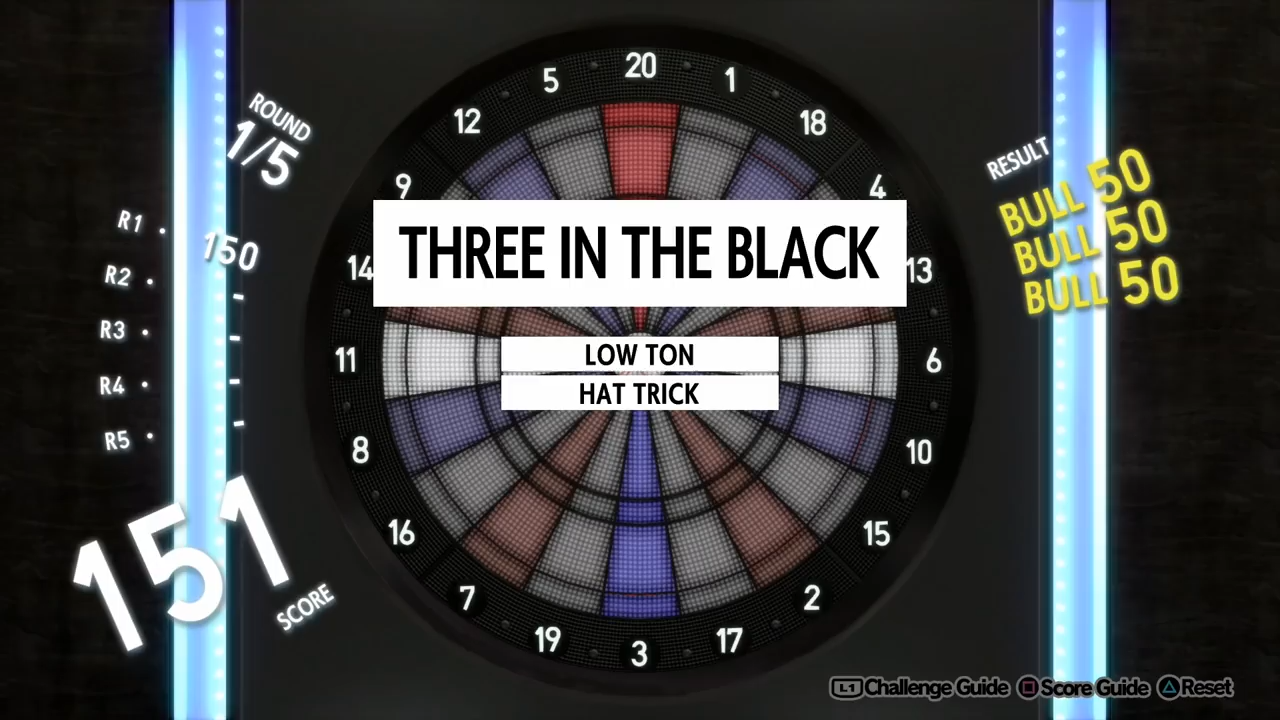 ROUND
1/5
R1
150
R2
R3
R4
R5
151
SCORE
20
1
18
4
13
6
10
15
2
17
3
19
7
16
8
11
14
9
12
5
THREE IN THE BLACK
LOW TON
HAT TRICK
RESULT
BULL 50
BULL 50
BULL 50
L1 Challenge Guide Score Guide Reset